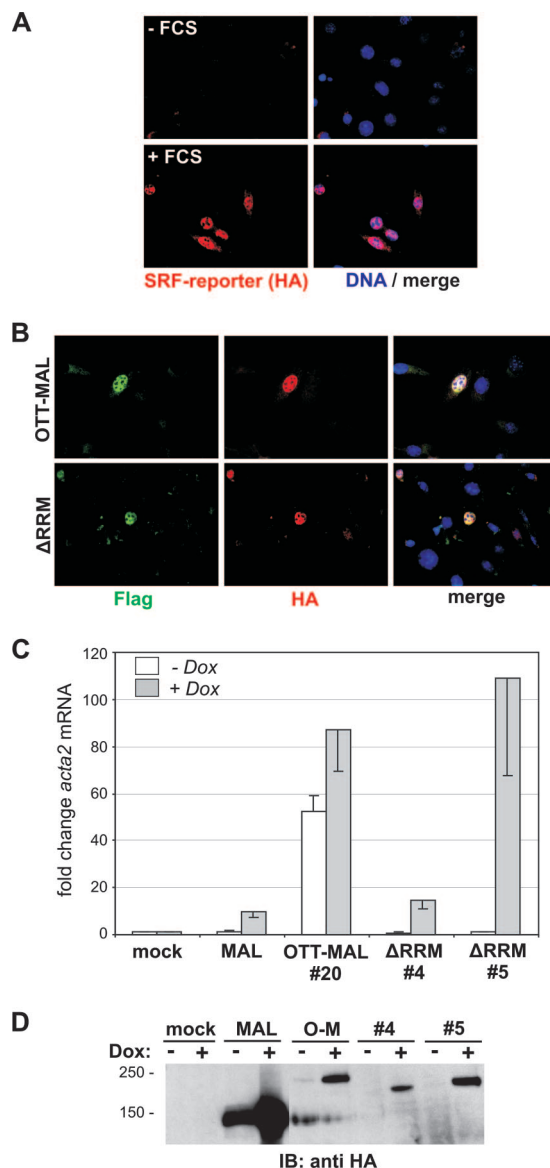 A
- FCS
+ FCS
SRF-reporter (HA)
DNA / merge
B
OTT-MAL
ΔRRM
Flag
HA
merge
C
120
100
80
60
40
20
0
fold change acta2 mRNA
- Dox
+ Dox
mock
MAL
OTT-MAL #20
ΔRRM #4
ΔRRM #5
D
mock MAL O-M #4 #5
Dox: - + - + - + - + - +
250 -
150 -
IB: anti HA